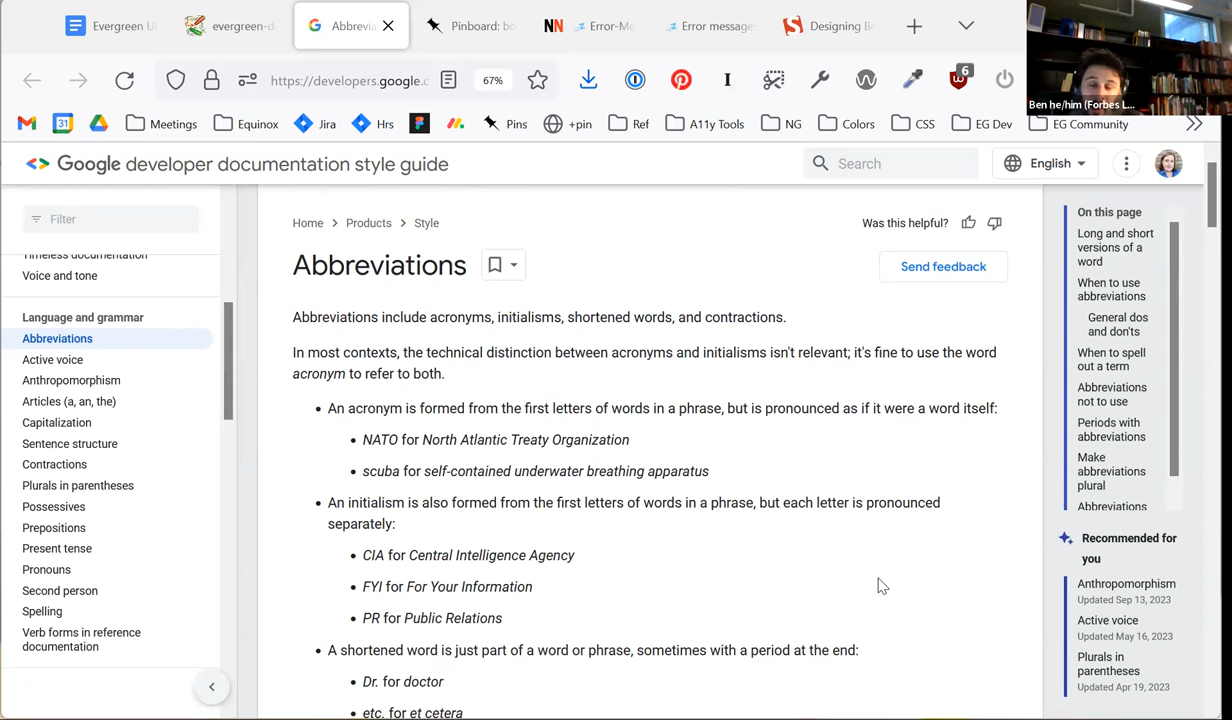 Evergreen UI
evergreen-d
Abbrevia
Pinboard: bo
Error-Me
Error message
Designing Be
https://developers.google.c
67%
6
Ben he/him (Forbes L...
31
Meetings
Equinox
Jira
Hrs
Pins
+pin
Ref
A11y Tools
NG
Colors
CSS
EG Dev
EG Community
Google developer documentation style guide
Search
English
Filter
Timeless documentation
Voice and tone
Language and grammar
Abbreviations
Active voice
Anthropomorphism
Articles (a, an, the)
Capitalization
Sentence structure
Contractions
Plurals in parentheses
Possessives
Prepositions
Present tense
Pronouns
Second person
Spelling
Verb forms in reference
documentation
Home > Products > Style
Was this helpful?
Abbreviations
Send feedback
Abbreviations include acronyms, initialisms, shortened words, and contractions.
In most contexts, the technical distinction between acronyms and initialisms isn't relevant; it's fine to use the word
acronym to refer to both.
• An acronym is formed from the first letters of words in a phrase, but is pronounced as if it were a word itself:
• NATO for North Atlantic Treaty Organization
• scuba for self-contained underwater breathing apparatus
• An initialism is also formed from the first letters of words in a phrase, but each letter is pronounced
separately:
• CIA for Central Intelligence Agency
• FYI for For Your Information
• PR for Public Relations
• A shortened word is just part of a word or phrase, sometimes with a period at the end:
• Dr. for doctor
• etc. for et cetera
On this page
Long and short
versions of a
word
When to use
abbreviations
General dos
and don'ts
When to spell
out a term
Abbreviations
not to use
Periods with
abbreviations
Make
abbreviations
plural
Abbreviations
Recommended for
you
Anthropomorphism
Updated Sep 13, 2023
Active voice
Updated May 16, 2023
Plurals in
parentheses
Updated Apr 19, 2023